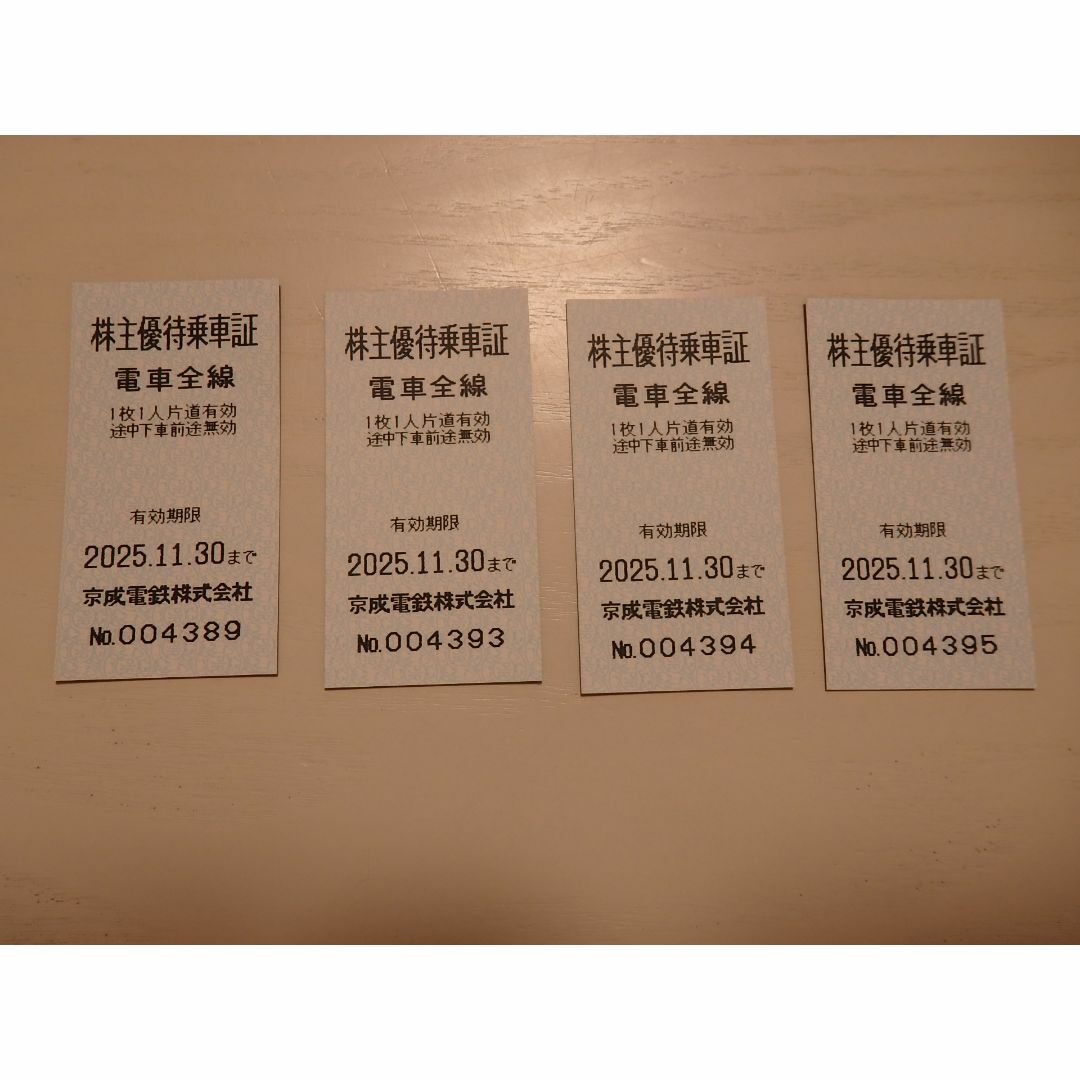 株主優待乗車証
電車全線
1枚1人片道有効
途中下車前途無効
有効期限
2025.11.30まで
京成電鉄株式会社
No.004389
株主優待乗車証
電車全線
1枚1人片道有効
途中下車前途無効
有効期限
2025.11.30まで
京成電鉄株式会社
No.004393
株主優待乗車証
電車全線
1枚1人片道有効
途中下車前途無効
有効期限
2025.11.30まで
京成電鉄株式会社
No.004394
株主優待乗車証
電車全線
1枚1人片道有効
途中下車前途無効
有効期限
2025.11.30まで
京成電鉄株式会社
No.004395